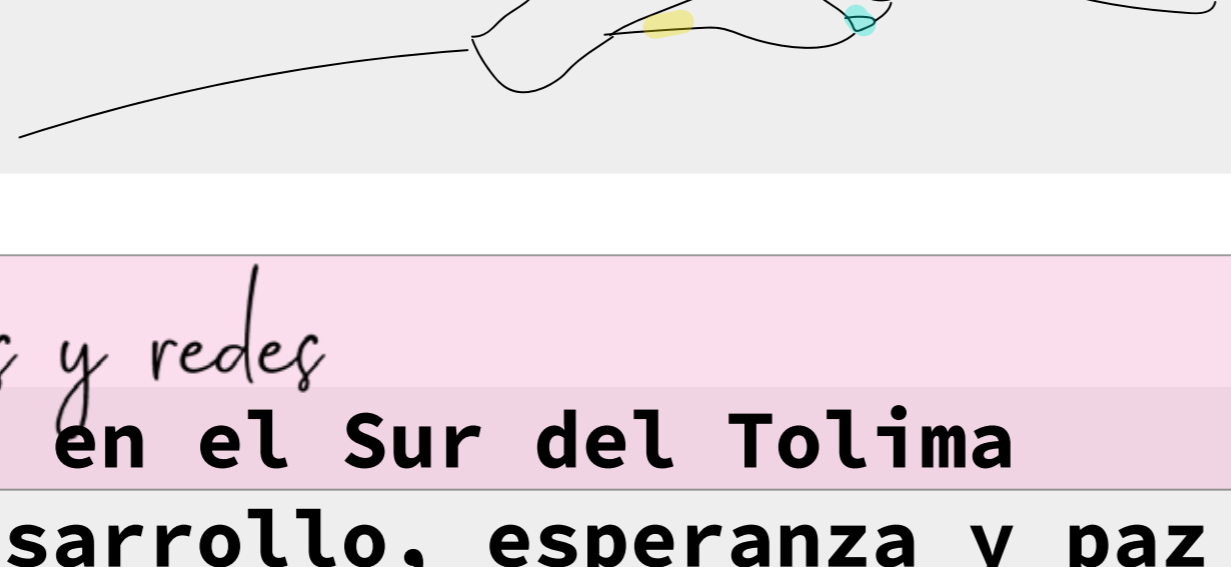 y redes
en el Sur del Tolima
sarrollo, esperanza y paz